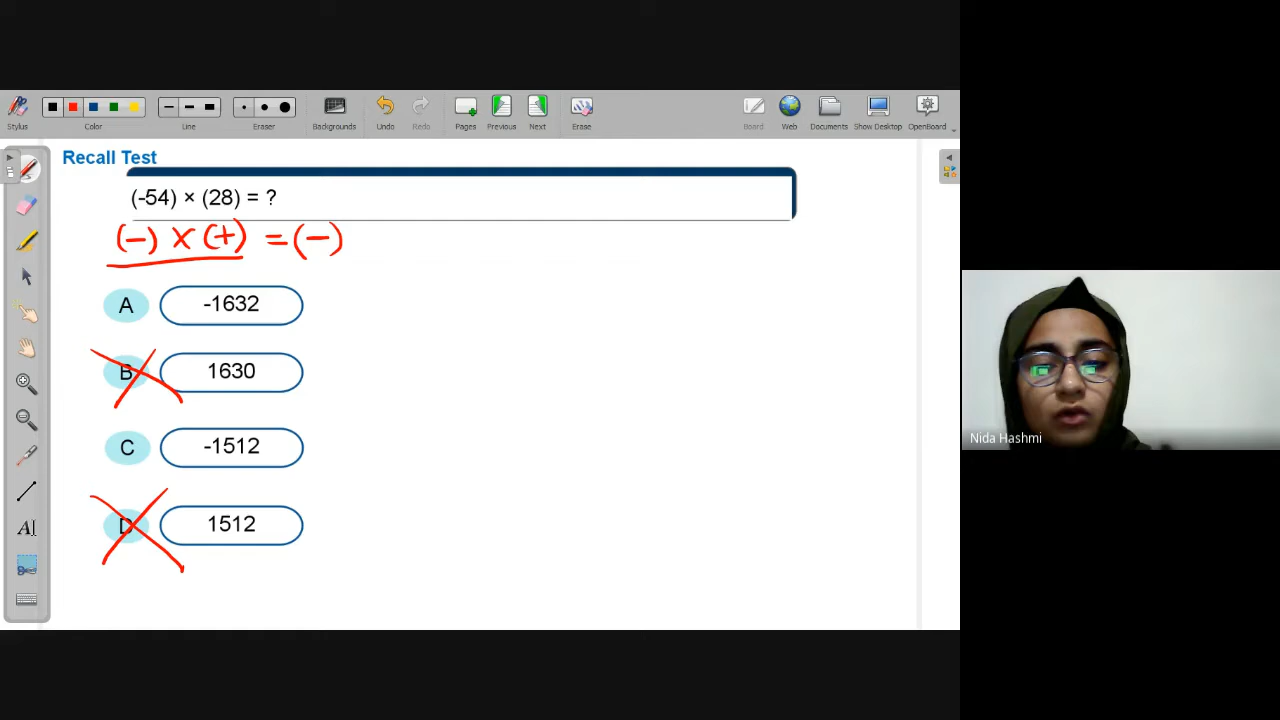 Stylus
Color
Line
Eraser
Backgrounds
Undo
Redo
Pages
Previous
Next
Erase
Board
Web
Documents
Show Desktop
OpenBoard
Recall Test
(-54) × (28) = ?
(-) × (+) = (-)
A -1632
B 1630
C -1512
D 1512
Nida Hashmi